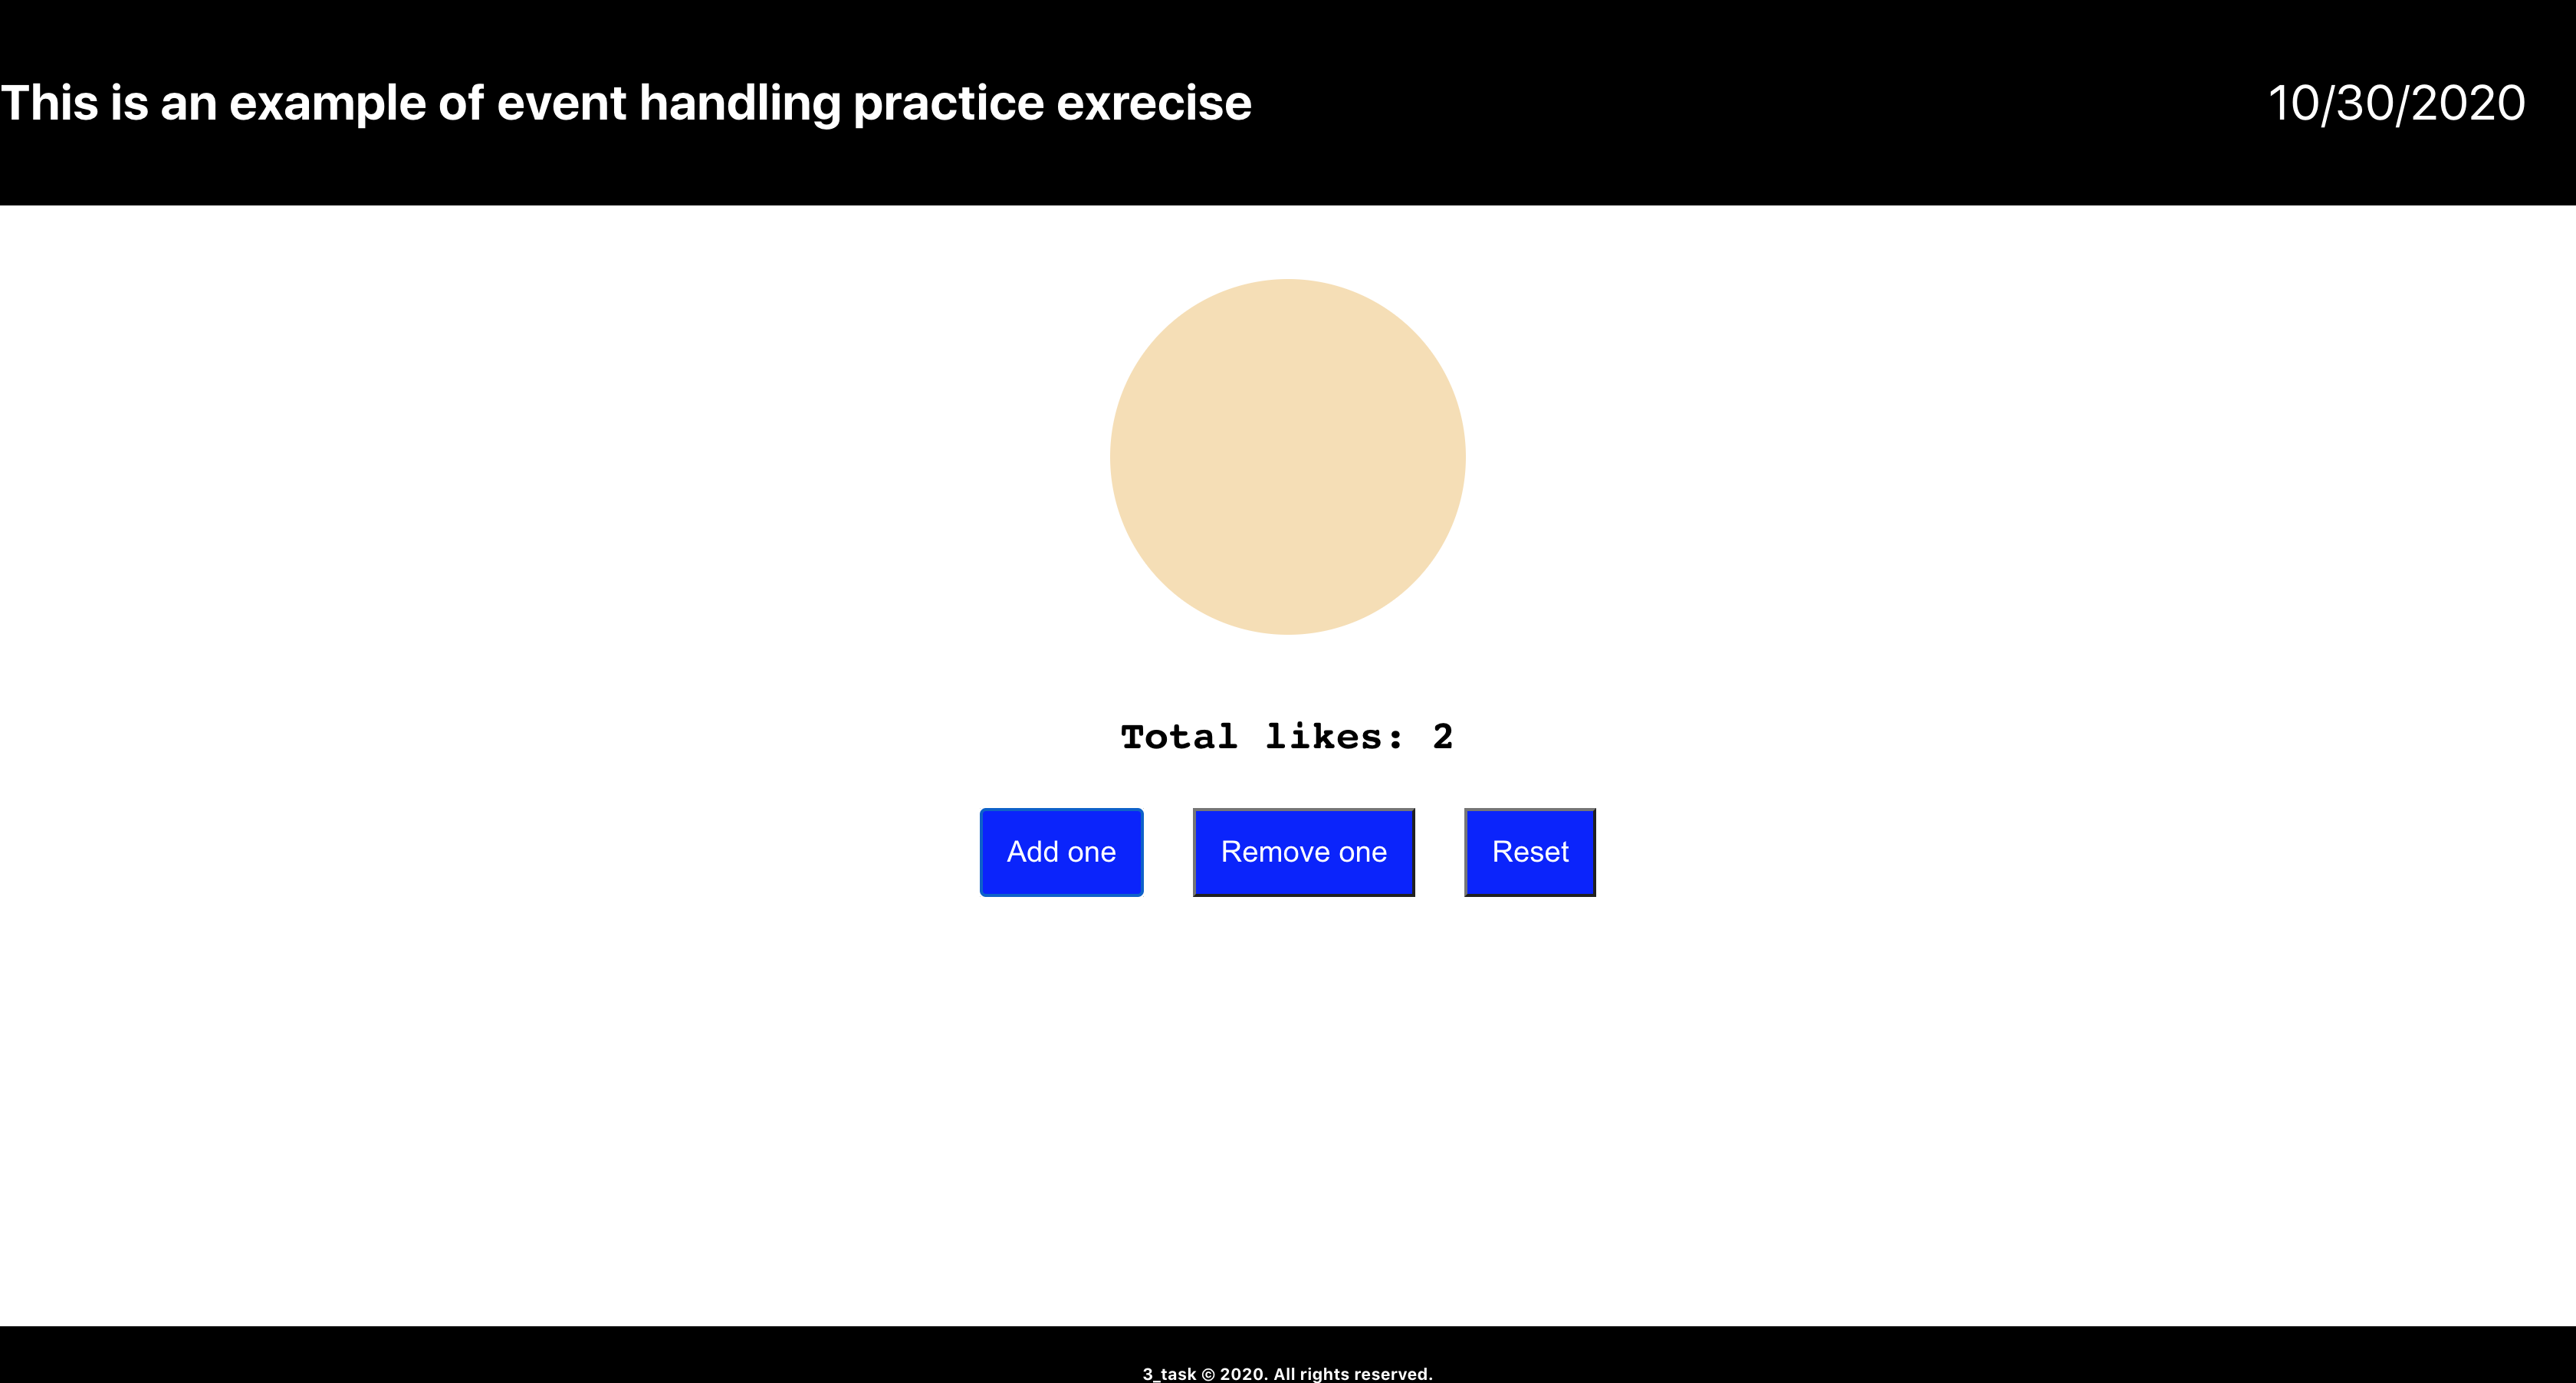 This is an example of event handling practice exrecise
10/30/2020
Total likes: 2
Add one
Remove one
Reset
3_task © 2020. All rights reserved.